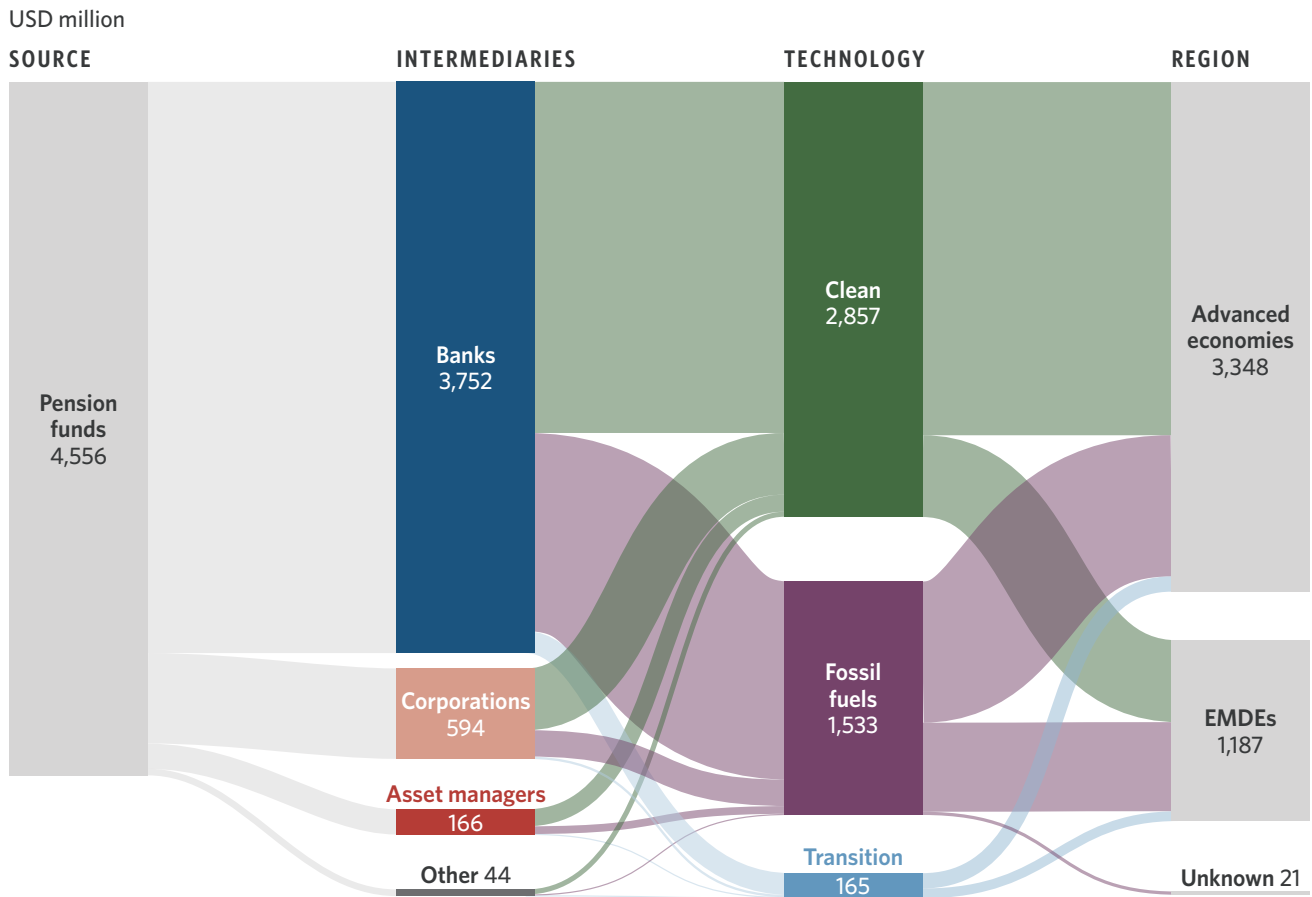 USD million
SOURCE
INTERMEDIARIES
TECHNOLOGY
REGION
Pension
funds
4,556
Banks
3,752
Corporations
594
Asset managers
166
Other 44
Clean
2,857
Fossil
fuels
1,533
Transition
165
Advanced
economies
3,348
EMDEs
1,187
Unknown 21